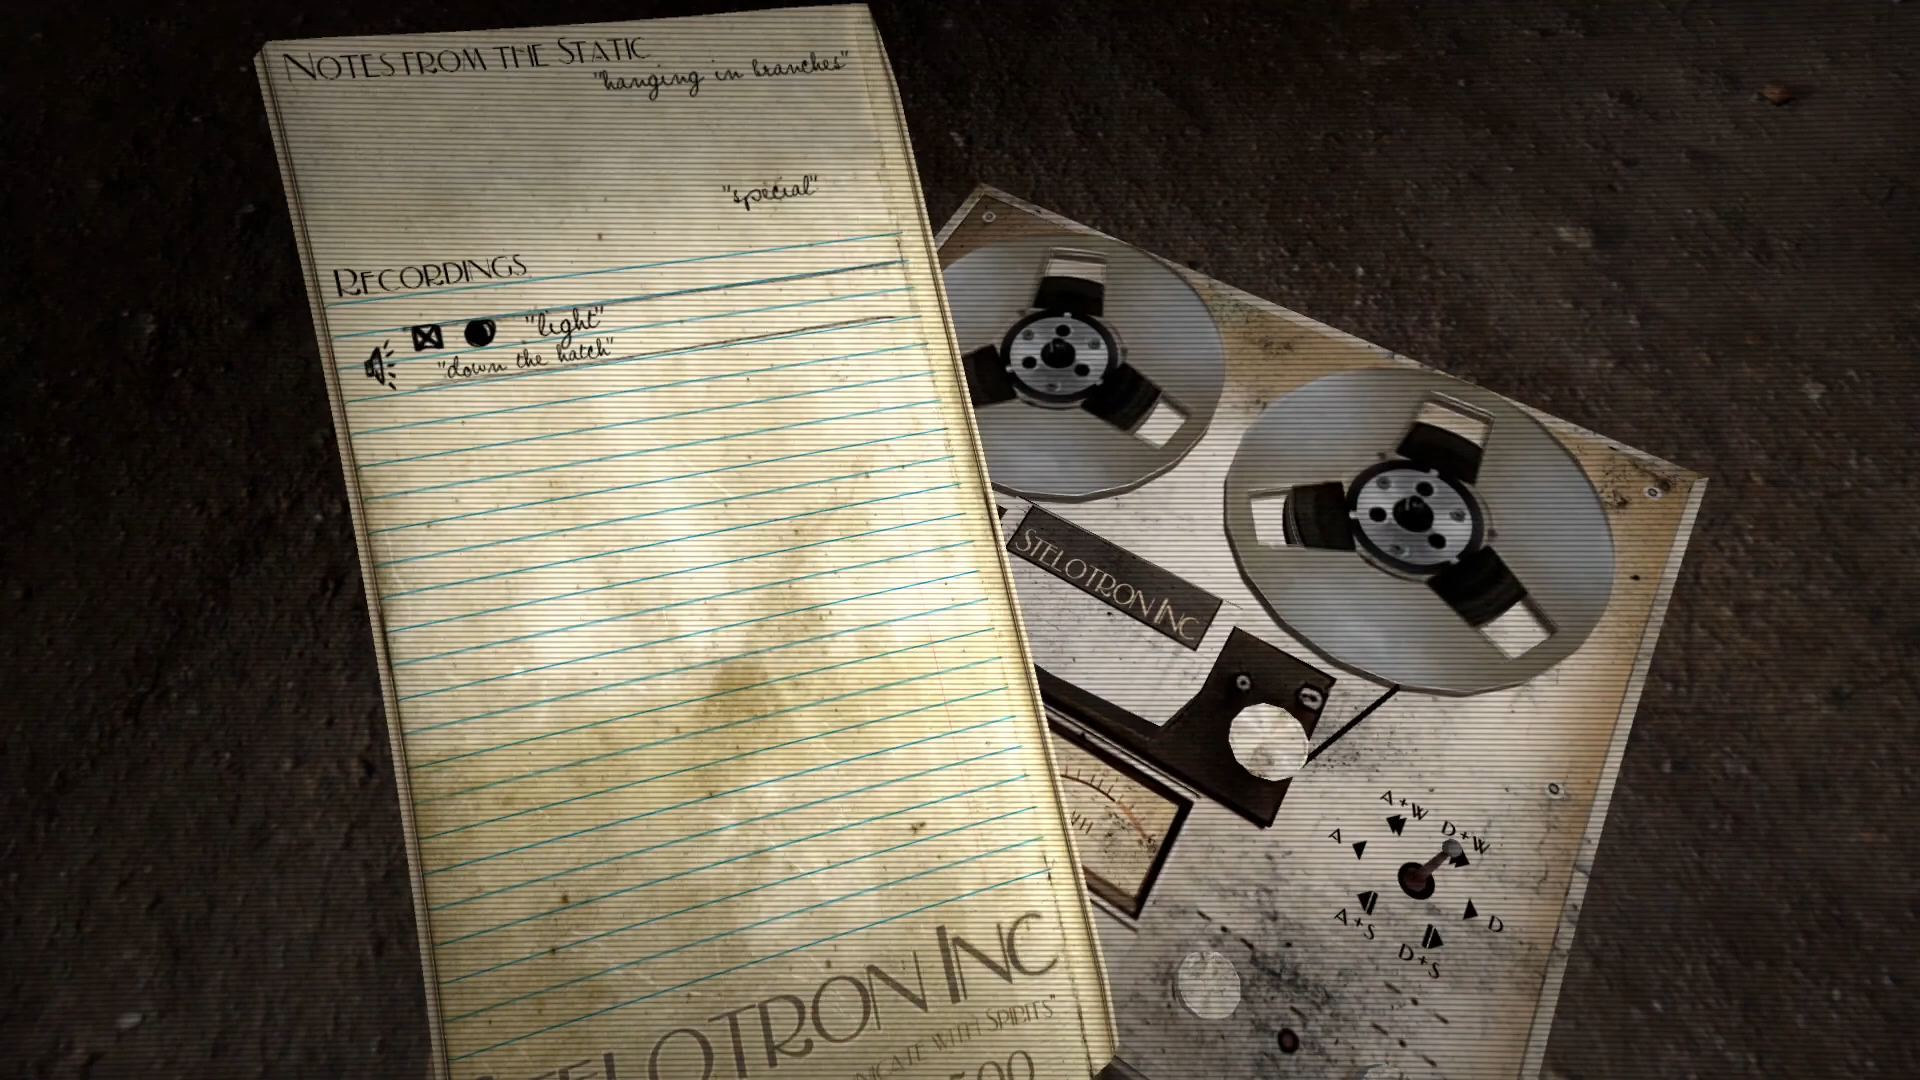 NOTES FROM THE STATIC
"hanging in branches"
"special"
RECORDINGS
"light"
"down the hatch"
STELOTRON INC
A+W
D+W
A
D
A+S
D+S
STELOTRON INC
WITH SPIRITS"